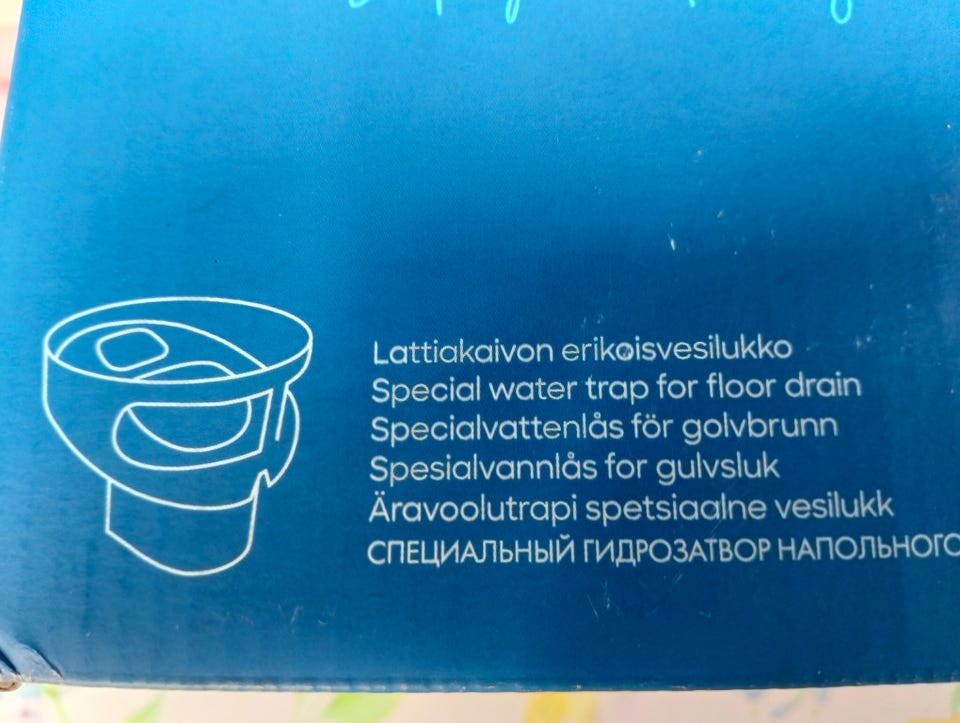 Lattiakaivon erikoisvesilukko
Special water trap for floor drain
Specialvattenlås för golvbrunn
Spesialvannlås for gulvsluk
Äravoolutrapi spetsiaalne vesilukk
СПЕЦИАЛЬНЫЙ ГИДРОЗАТВОР НАПОЛЬНОГО